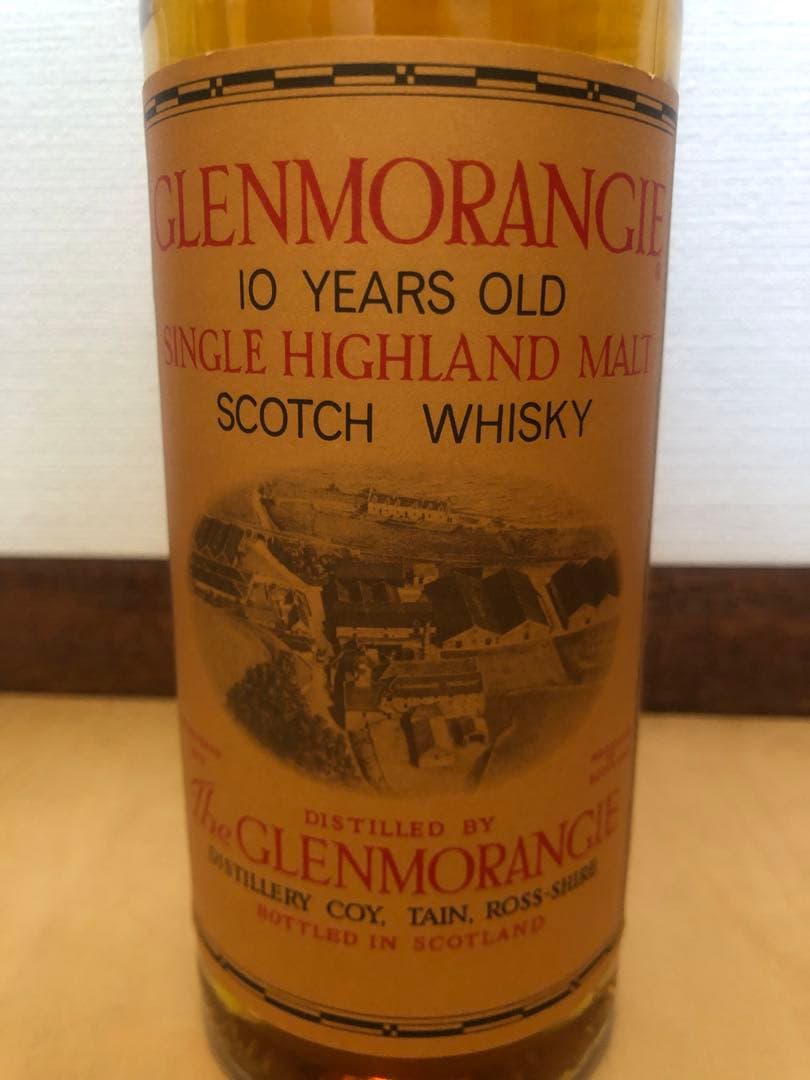 GLENMORANGIE
10 YEARS OLD
SINGLE HIGHLAND MALT
SCOTCH WHISKY
DISTILLED BY
The GLENMORANGIE
DISTILLERY COY, TAIN, ROSS-SHIRE
BOTTLED IN SCOTLAND